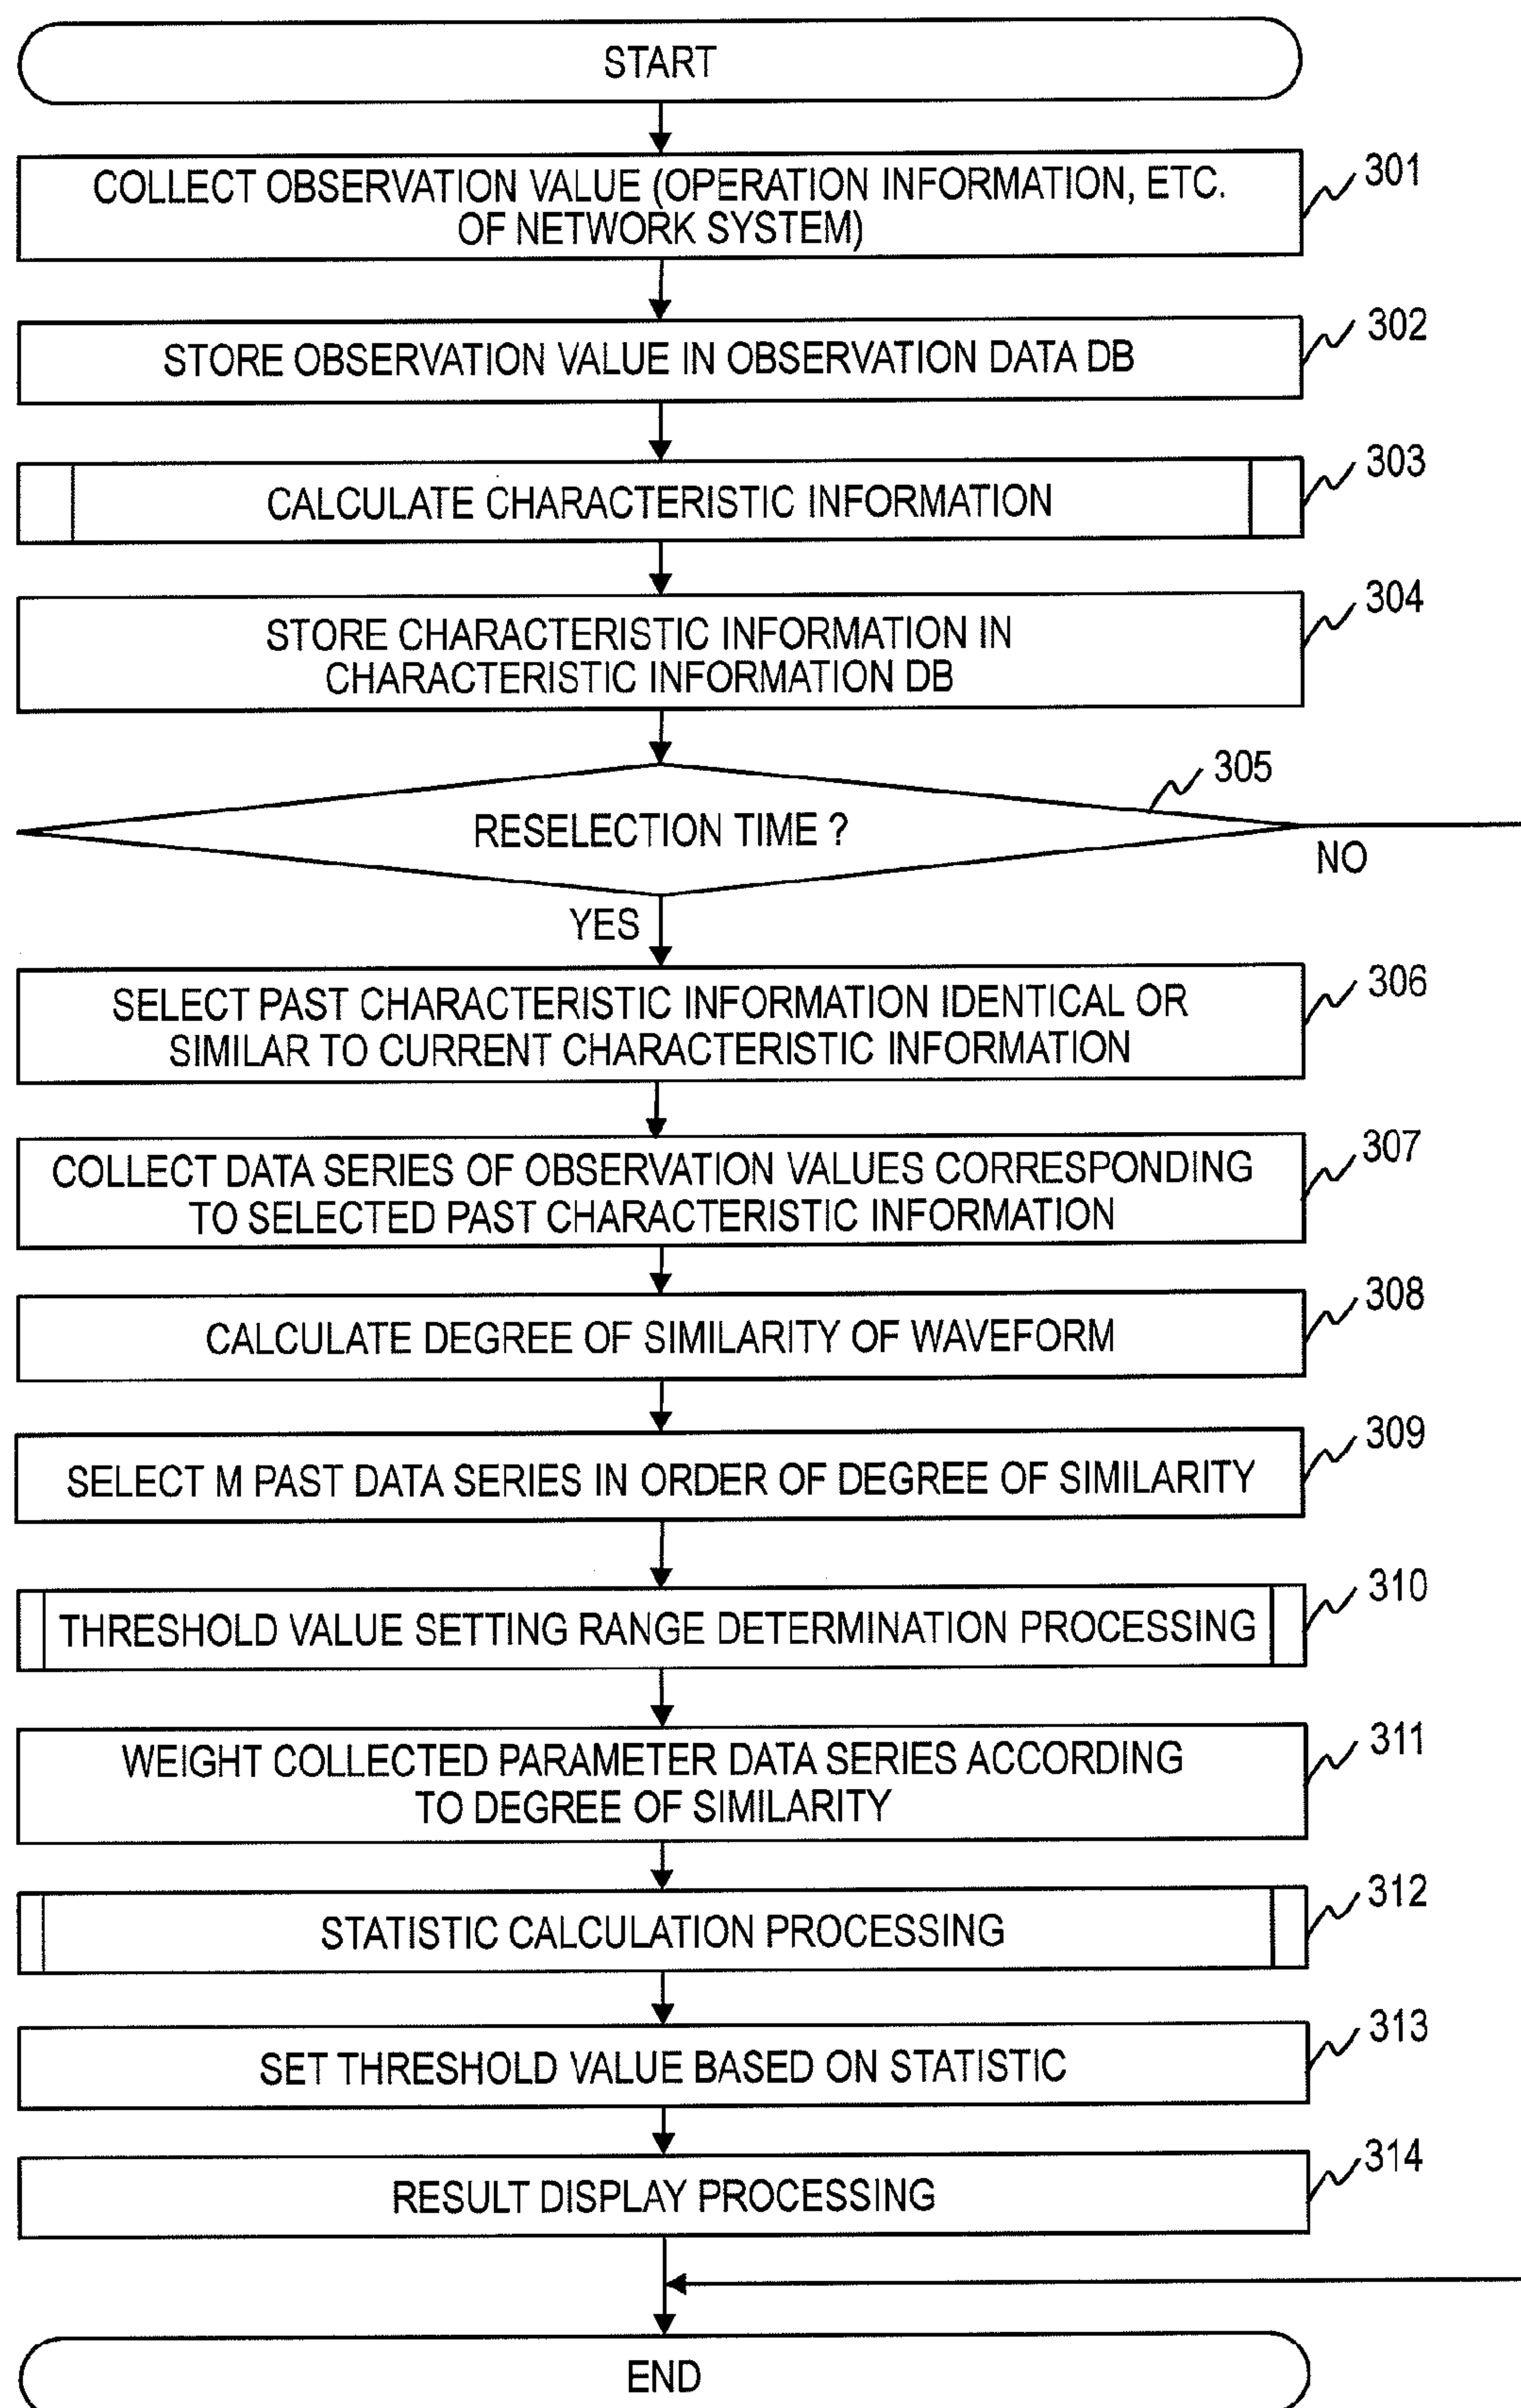 START
COLLECT OBSERVATION VALUE (OPERATION INFORMATION, ETC.
OF NETWORK SYSTEM)
301
STORE OBSERVATION VALUE IN OBSERVATION DATA DB
302
CALCULATE CHARACTERISTIC INFORMATION
303
STORE CHARACTERISTIC INFORMATION IN
CHARACTERISTIC INFORMATION DB
304
RESELECTION TIME ?
305
NO
YES
SELECT PAST CHARACTERISTIC INFORMATION IDENTICAL OR
SIMILAR TO CURRENT CHARACTERISTIC INFORMATION
306
COLLECT DATA SERIES OF OBSERVATION VALUES CORRESPONDING
TO SELECTED PAST CHARACTERISTIC INFORMATION
307
CALCULATE DEGREE OF SIMILARITY OF WAVEFORM
308
SELECT M PAST DATA SERIES IN ORDER OF DEGREE OF SIMILARITY
309
THRESHOLD VALUE SETTING RANGE DETERMINATION PROCESSING
310
WEIGHT COLLECTED PARAMETER DATA SERIES ACCORDING
TO DEGREE OF SIMILARITY
311
STATISTIC CALCULATION PROCESSING
312
SET THRESHOLD VALUE BASED ON STATISTIC
313
RESULT DISPLAY PROCESSING
314
END